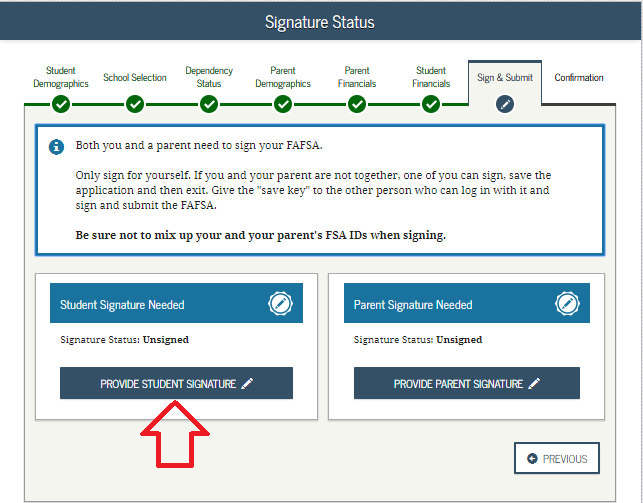 Signature Status
Student Demographics
School Selection
Dependency Status
Parent Demographics
Parent Financials
Student Financials
Sign & Submit
Confirmation
Both you and a parent need to sign your FAFSA.
Only sign for yourself. If you and your parent are not together, one of you can sign, save the
application and then exit. Give the "save key" to the other person who can log in with it and
sign and submit the FAFSA.
Be sure not to mix up your and your parent's FSA IDs when signing.
Student Signature Needed
Signature Status: Unsigned
PROVIDE STUDENT SIGNATURE
Parent Signature Needed
Signature Status: Unsigned
PROVIDE PARENT SIGNATURE
PREVIOUS